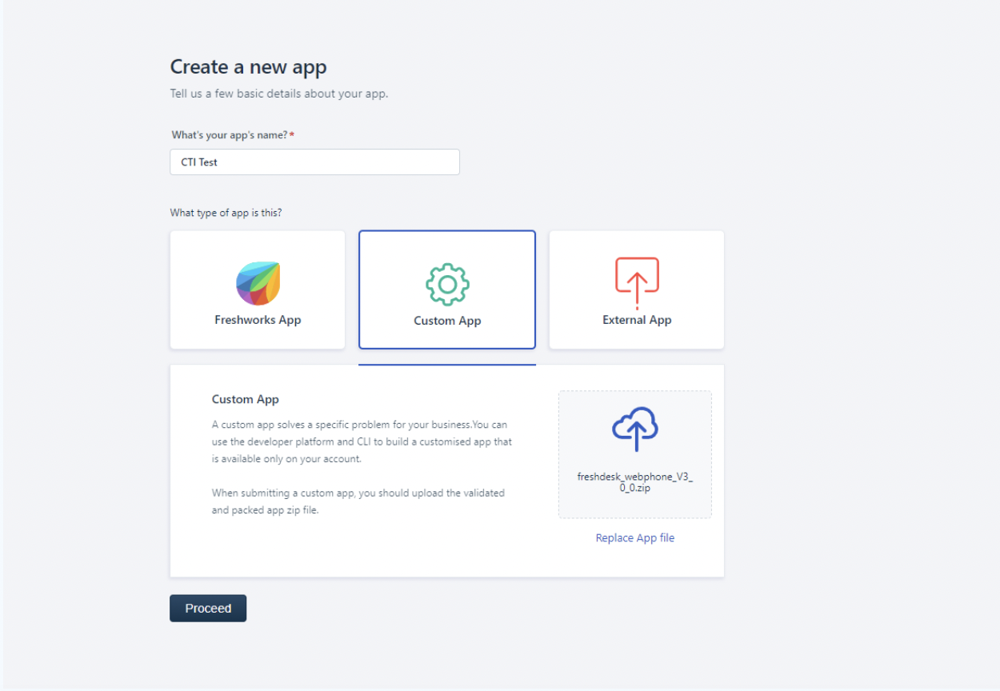 Create a new app
Tell us a few basic details about your app.
What's your app's name?*
CTI Test
What type of app is this?
Freshworks App
Custom App
External App
Custom App
A custom app solves a specific problem for your business.You can
use the developer platform and CLI to build a customised app that
is available only on your account.
When submitting a custom app, you should upload the validated
and packed app zip file.
freshdesk_webphone_V3_
0_0.zip
Replace App file
Proceed